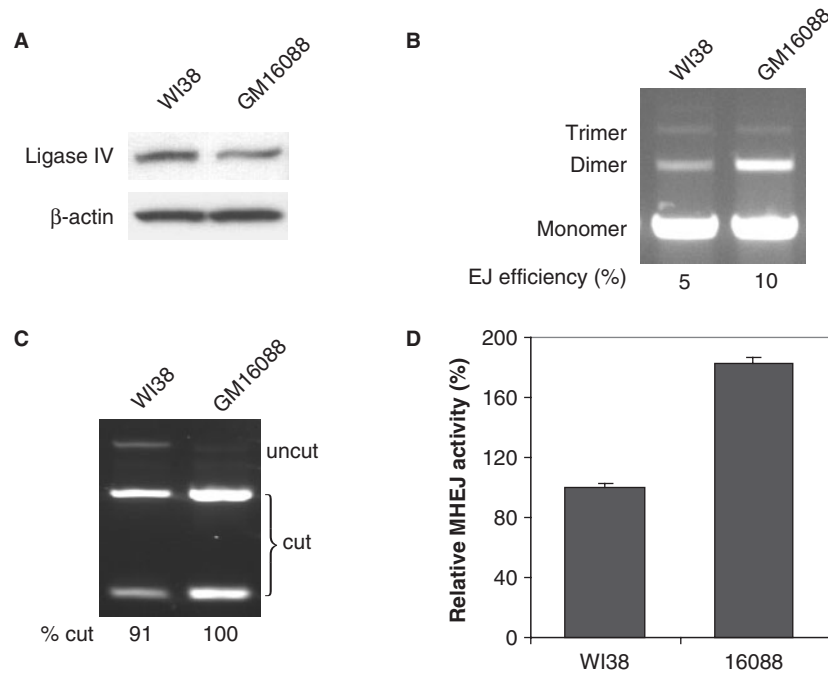 A
WI38
GM16088
Ligase IV
β-actin
B
WI38
GM16088
Trimer
Dimer
Monomer
EJ efficiency (%)
5
10
C
WI38
GM16088
uncut
cut
% cut
91
100
D
Relative MHEJ activity (%)
200
160
120
80
40
0
WI38
16088